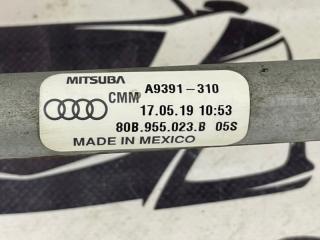 MITSUBA A9391-310
CMM 17.05.19 10:53
80B.955.023.B 05S
MADE IN MEXICO